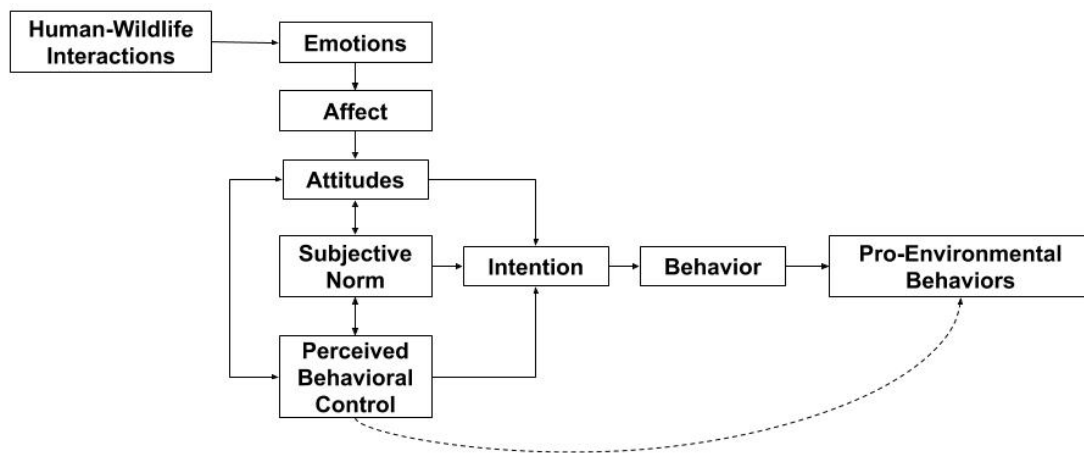 Human-Wildlife
Interactions
Emotions
Affect
Attitudes
Subjective
Norm
Intention
Behavior
Pro-Environmental
Behaviors
Perceived
Behavioral
Control